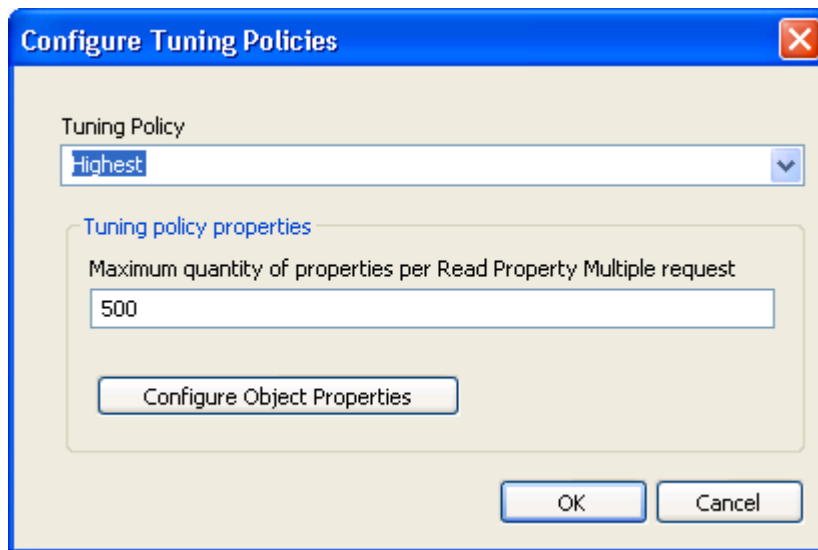 Configure Tuning Policies
Tuning Policy
Highest
Tuning policy properties
Maximum quantity of properties per Read Property Multiple request
500
Configure Object Properties
OK Cancel